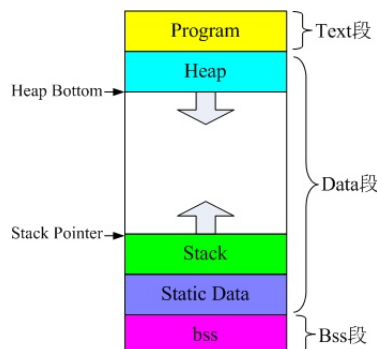 Program
Text段
Heap
Heap Bottom
Data段
Stack Pointer
Stack
Static Data
bss
Bss段